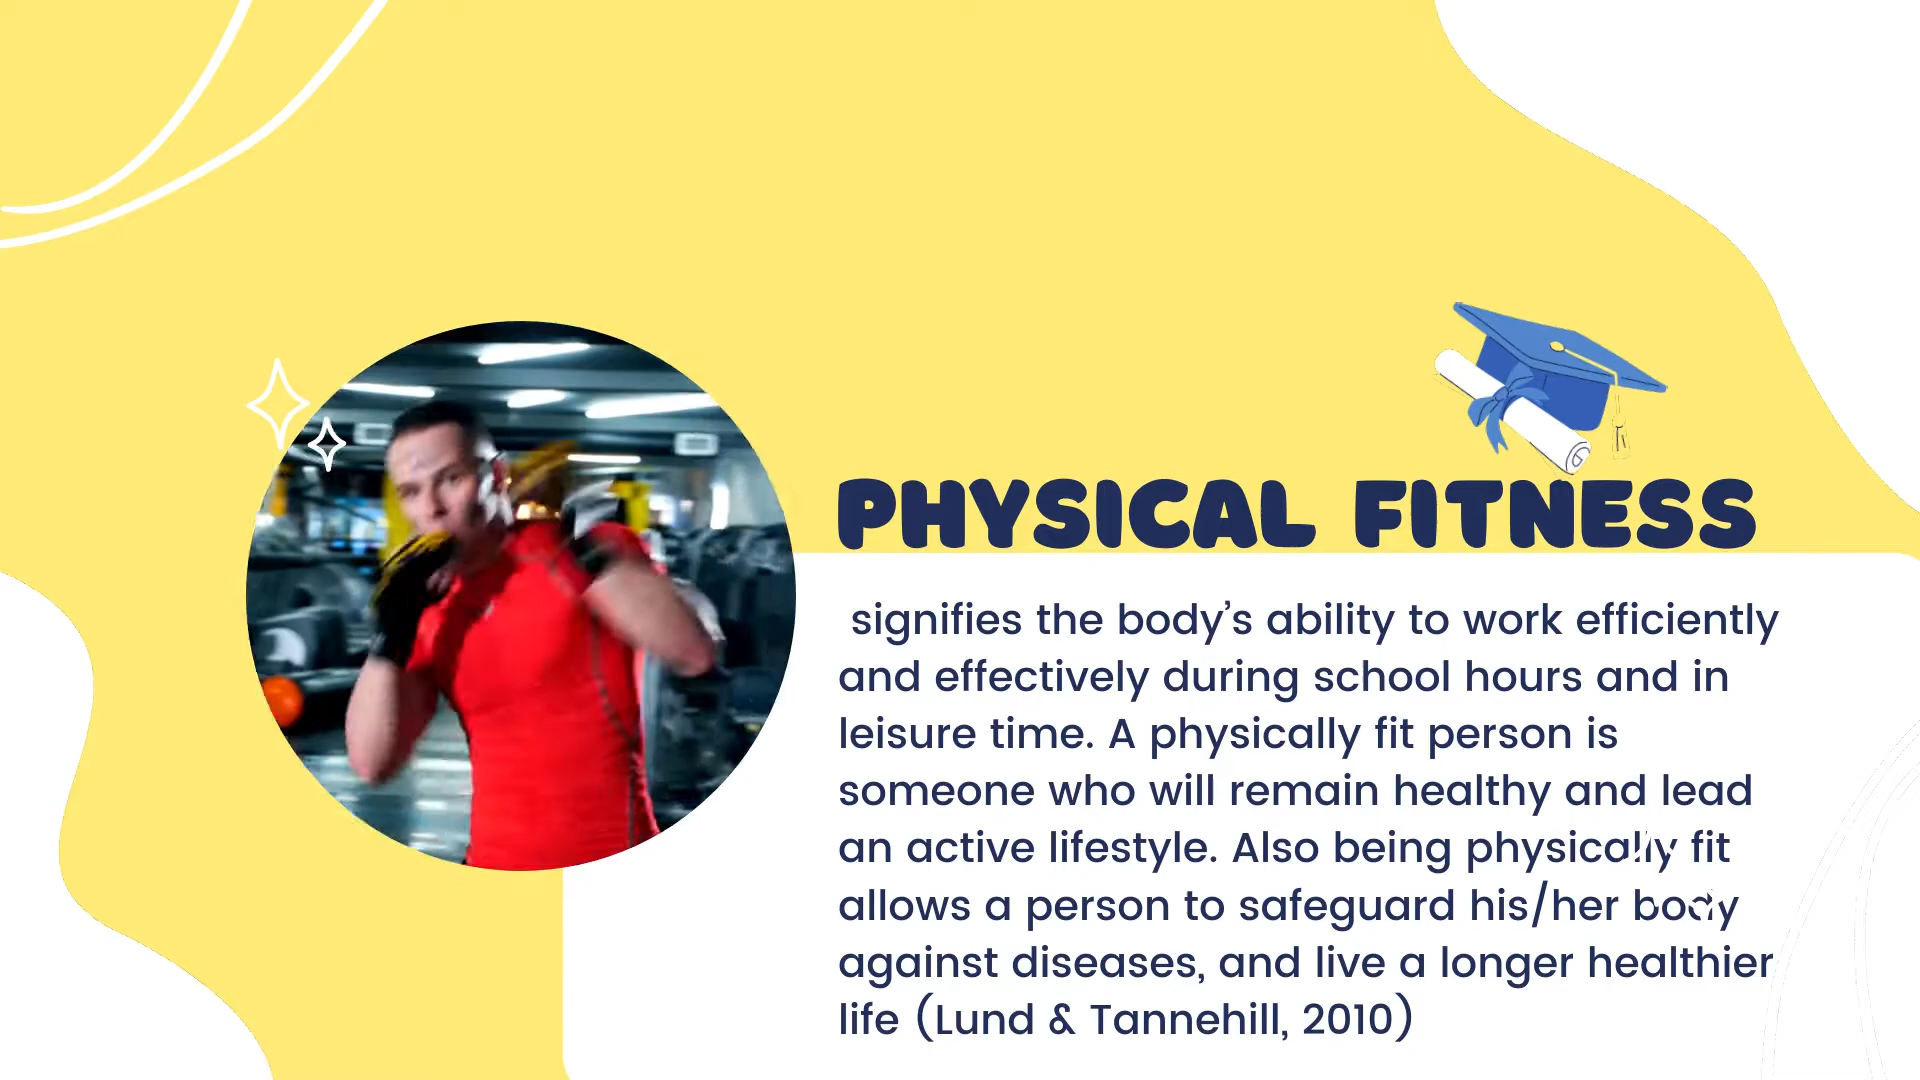 PHYSICAL FITNESS
signifies the body’s ability to work efficiently
and effectively during school hours and in
leisure time. A physically fit person is
someone who will remain healthy and lead
an active lifestyle. Also being physically fit
allows a person to safeguard his/her body
against diseases, and live a longer healthier
life (Lund & Tannehill, 2010)